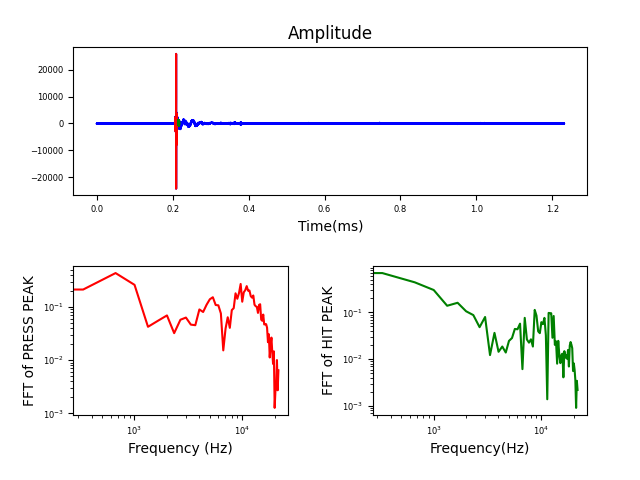 Amplitude
20000
10000
0
−10000
−20000
0.0 0.2 0.4 0.6 0.8 1.0 1.2
Time(ms)
FFT of PRESS PEAK
10⁻¹
10⁻²
10⁻³
10³ 10⁴
Frequency (Hz)
FFT of HIT PEAK
10⁻¹
10⁻²
10⁻³
10³ 10⁴
Frequency(Hz)